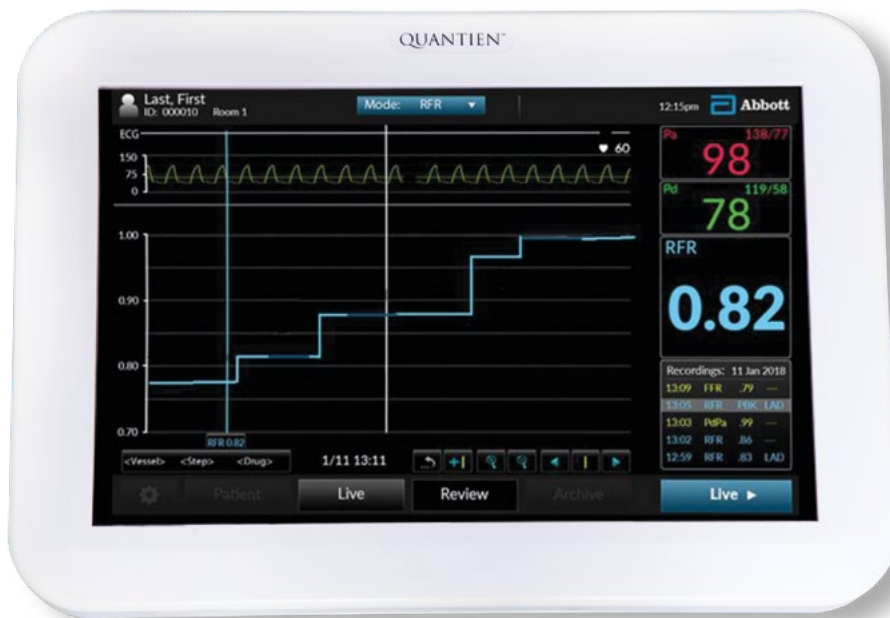 QUANTIEN™
Last, First
ID: 000010 Room 1
Mode: RFR
12:15pm Abbott
ECG
60
150
75
0
Pa 138/77
98
Pd 119/58
78
RFR
0.82
1.00
0.90
0.80
0.70
RFR 0.82
Recordings: 11 Jan 2018
13:09 FFR .79 ---
13:05 RFR PBK LAD
13:03 PdPa .99 ---
13:02 RFR .86 ---
12:59 RFR .83 LAD
<Vessel> <Step> <Drug> 1/11 13:11
Patient Live Review Archive Live